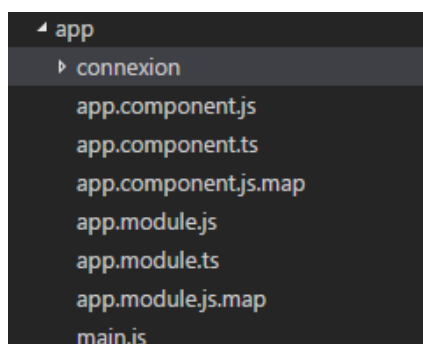 app
connexion
app.component.js
app.component.ts
app.component.js.map
app.module.js
app.module.ts
app.module.js.map
main.js